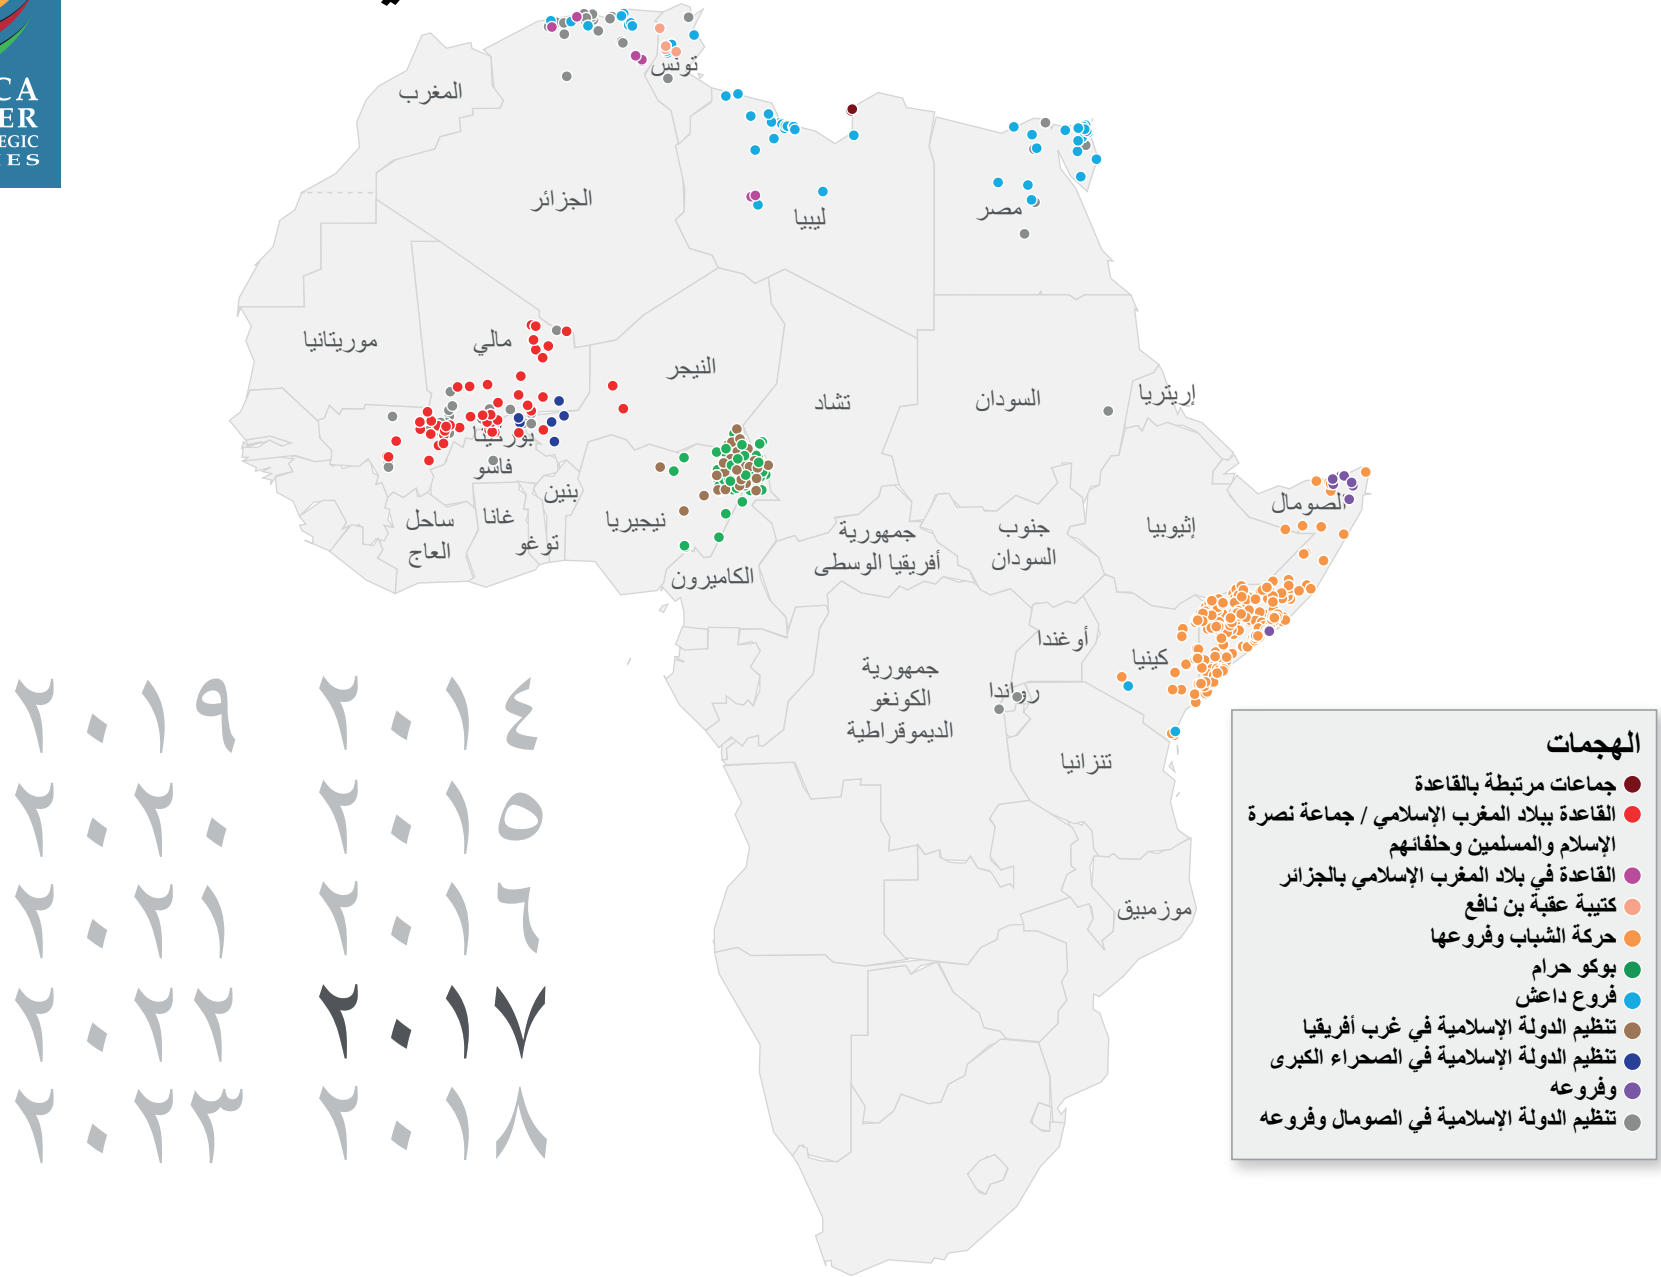 CA
ER
EGIC
IES
المغرب
تونس
الجزائر
ليبيا
مصر
موريتانيا
مالي
النيجر
تشاد
السودان
إريتريا
بوركينا
فاسو
بنين
نيجيريا
غانا
توغو
ساحل
العاج
الكاميرون
جمهورية
أفريقيا الوسطى
جنوب
السودان
إثيوبيا
الصومال
أوغندا
كينيا
رواندا
جمهورية
الكونغو
الديموقراطية
تنزانيا
موزمبيق
٢٠١٤
٢٠١٩
٢٠١٥
٢٠٢٠
٢٠١٦
٢٠٢١
٢٠١٧
٢٠٢٢
٢٠١٨
٢٠٢٣
الهجمات
جماعات مرتبطة بالقاعدة
القاعدة ببلاد المغرب الإسلامي / جماعة نصرة
الإسلام والمسلمين وحلفائهم
القاعدة في بلاد المغرب الإسلامي بالجزائر
كتيبة عقبة بن نافع
حركة الشباب وفروعها
بوكو حرام
فروع داعش
تنظيم الدولة الإسلامية في غرب أفريقيا
تنظيم الدولة الإسلامية في الصحراء الكبرى
وفروعه
تنظيم الدولة الإسلامية في الصومال وفروعه